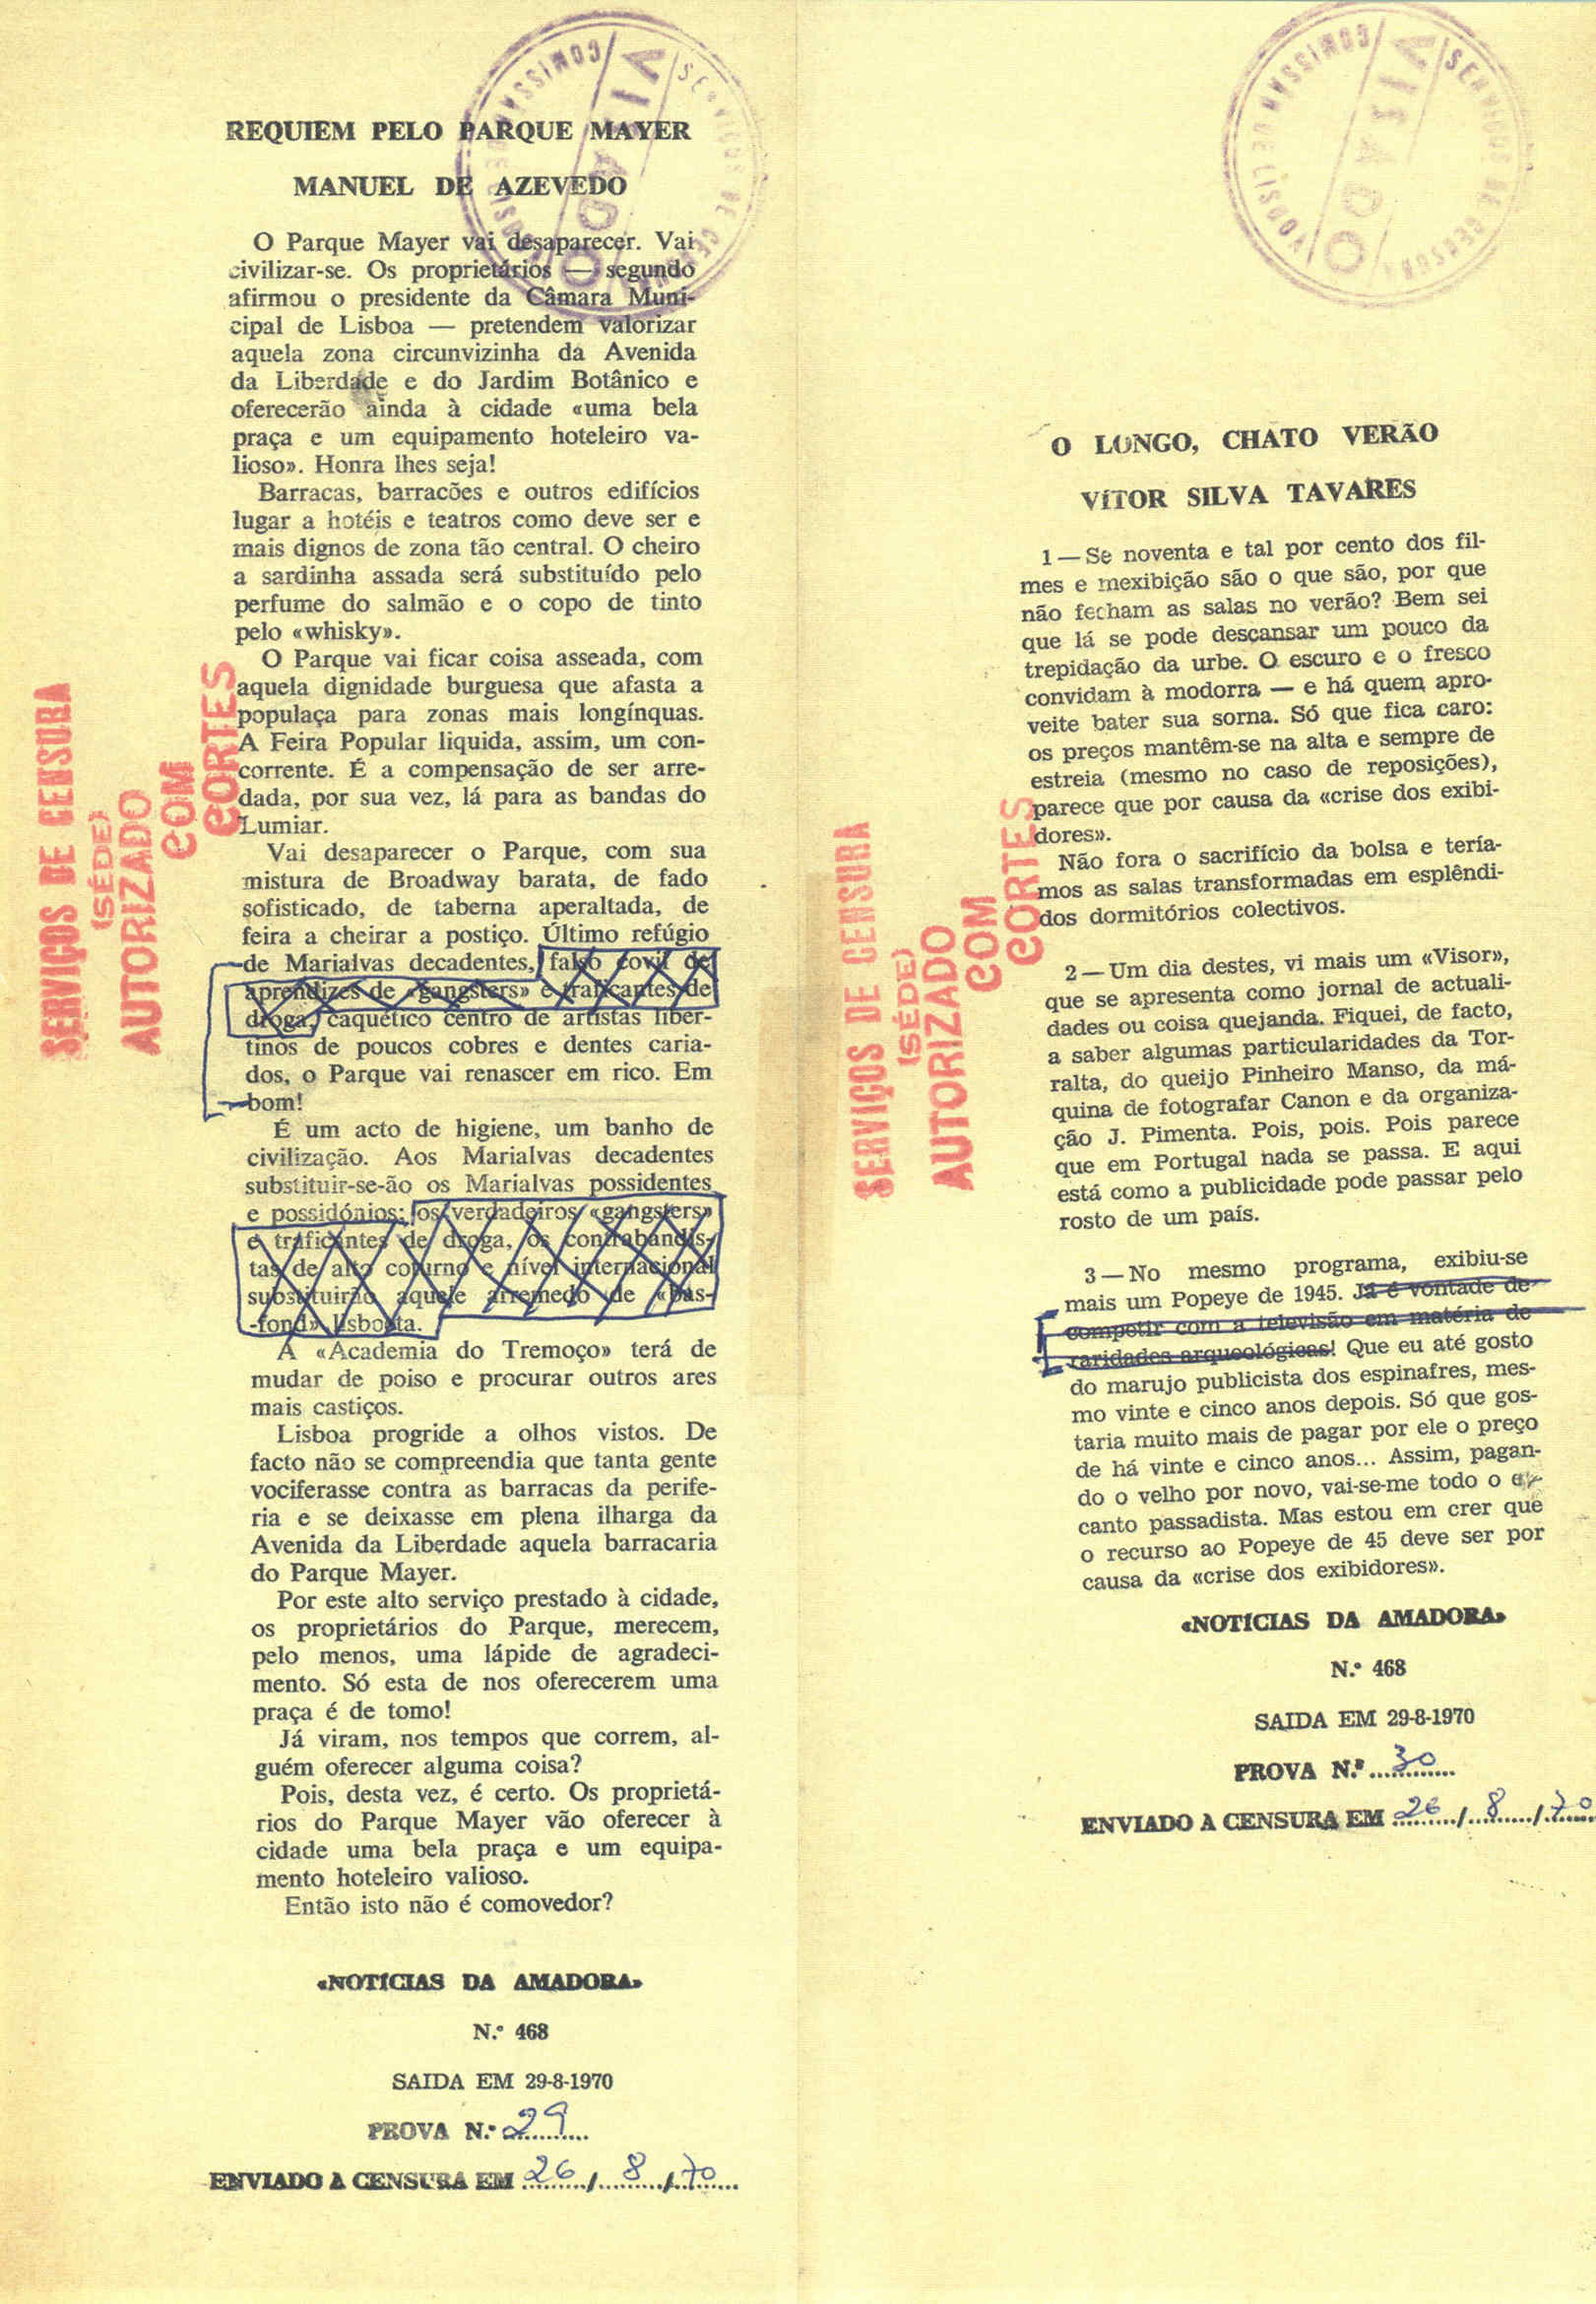 REQUIEM PELO PARQUE MAYER
MANUEL DE AZEVEDO
O Parque Mayer vai desaparecer. Vai
civilizar-se. Os proprietários — segundo
afirmou o presidente da Câmara Muni-
cipal de Lisboa — pretendem valorizar
aquela zona circunvizinha da Avenida
da Liberdade e do Jardim Botânico e
oferecerão ainda à cidade «uma bela
praça e um equipamento hoteleiro va-
lioso». Honra lhes seja!
Barracas, barracões e outros edifícios
lugar a hotéis e teatros como deve ser e
mais dignos de zona tão central. O cheiro
a sardinha assada será substituído pelo
perfume do salmão e o copo de tinto
pelo «whisky».
O Parque vai ficar coisa asseada, com
aquela dignidade burguesa que afasta a
populaça para zonas mais longínquas.
A Feira Popular liquida, assim, um con-
corrente. É a compensação de ser arre-
dada, por sua vez, lá para as bandas do
Lumiar.
Vai desaparecer o Parque, com sua
mistura de Broadway barata, de fado
sofisticado, de taberna aperaltada, de
feira a cheirar a postiço. Último refúgio
de Marialvas decadentes, falso covil de
aprendizes de «gangsters» e traficantes de
droga, caquético centro de artistas liber-
tinos de poucos cobres e dentes caria-
dos, o Parque vai renascer em rico. Em
bom!
É um acto de higiene, um banho de
civilização. Aos Marialvas decadentes
substituir-se-ão os Marialvas possidentes
e possidónios; os verdadeiros «gangsters»
e traficantes de droga, os contrabandis-
tas de alto coturno e nível internacional
substituirão aquele arremedo de «bas-
-fond» lisboeta.
A «Academia do Tremoço» terá de
mudar de poiso e procurar outros ares
mais castiços.
Lisboa progride a olhos vistos. De
facto não se compreendia que tanta gente
vociferasse contra as barracas da perife-
ria e se deixasse em plena ilharga da
Avenida da Liberdade aquela barracaria
do Parque Mayer.
Por este alto serviço prestado à cidade,
os proprietários do Parque, merecem,
pelo menos, uma lápide de agradeci-
mento. Só esta de nos oferecerem uma
praça é de tomo!
Já viram, nos tempos que correm, al-
guém oferecer alguma coisa?
Pois, desta vez, é certo. Os proprietá-
rios do Parque Mayer vão oferecer à
cidade uma bela praça e um equipa-
mento hoteleiro valioso.
Então isto não é comovedor?
«NOTÍCIAS DA AMADORA»
N.º 468
SAIDA EM 29-8-1970
PROVA N.º 29
ENVIADO A CENSURA EM 26/8/70
SERVIÇOS DE CENSURA
(SÉDE)
AUTORIZADO
COM
CORTES
COMISSÃO DE LISBOA
VISADO
SERVIÇOS DE CENSURA
O LONGO, CHATO VERÃO
VÍTOR SILVA TAVARES
1 — Se noventa e tal por cento dos fil-
mes e mexibição são o que são, por que
não fecham as salas no verão? Bem sei
que lá se pode descansar um pouco da
trepidação da urbe. O escuro e o fresco
convidam à modorra — e há quem apro-
veite bater sua sorna. Só que fica caro:
os preços mantêm-se na alta e sempre de
estreia (mesmo no caso de reposições),
parece que por causa da «crise dos exibi-
dores».
Não fora o sacrifício da bolsa e tería-
mos as salas transformadas em esplêndi-
dos dormitórios colectivos.
2 — Um dia destes, vi mais um «Visor»,
que se apresenta como jornal de actuali-
dades ou coisa quejanda. Fiquei, de facto,
a saber algumas particularidades da Tor-
ralta, do queijo Pinheiro Manso, da má-
quina de fotografar Canon e da organiza-
ção J. Pimenta. Pois, pois. Pois parece
que em Portugal nada se passa. E aqui
está como a publicidade pode passar pelo
rosto de um país.
3 — No mesmo programa, exibiu-se
mais um Popeye de 1945. Já é vontade de
competir com a televisão em matéria de
raridades arqueológicas! Que eu até gosto
do marujo publicista dos espinafres, mes-
mo vinte e cinco anos depois. Só que gos-
taria muito mais de pagar por ele o preço
de há vinte e cinco anos... Assim, pagan-
do o velho por novo, vai-se-me todo o en-
canto passadista. Mas estou em crer que
o recurso ao Popeye de 45 deve ser por
causa da «crise dos exibidores».
«NOTÍCIAS DA AMADORA»
N.º 468
SAIDA EM 29-8-1970
PROVA N.º 30
ENVIADO A CENSURA EM 26/8/70
SERVIÇOS DE CENSURA
(SÉDE)
AUTORIZADO
COM
CORTES
COMISSÃO DE LISBOA
VISADO
SERVIÇOS DE CENSURA